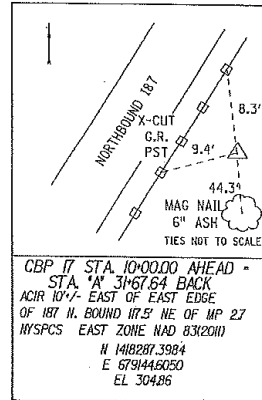 NORTHBOUND I87
X-CUT
G.R.
PST
8.3'
9.4'
44.3'
MAG NAIL
6" ASH
TIES NOT TO SCALE
CBP 17 STA. 10+00.00 AHEAD =
STA. "A" 31+67.64 BACK
ACIR 10'+/- EAST OF EAST EDGE
OF I87 N. BOUND 117.5' NE OF MP 2.7
NYSPCS EAST ZONE NAD 83(2011)
N 1418287.3984
E 679144.6050
EL 304.86